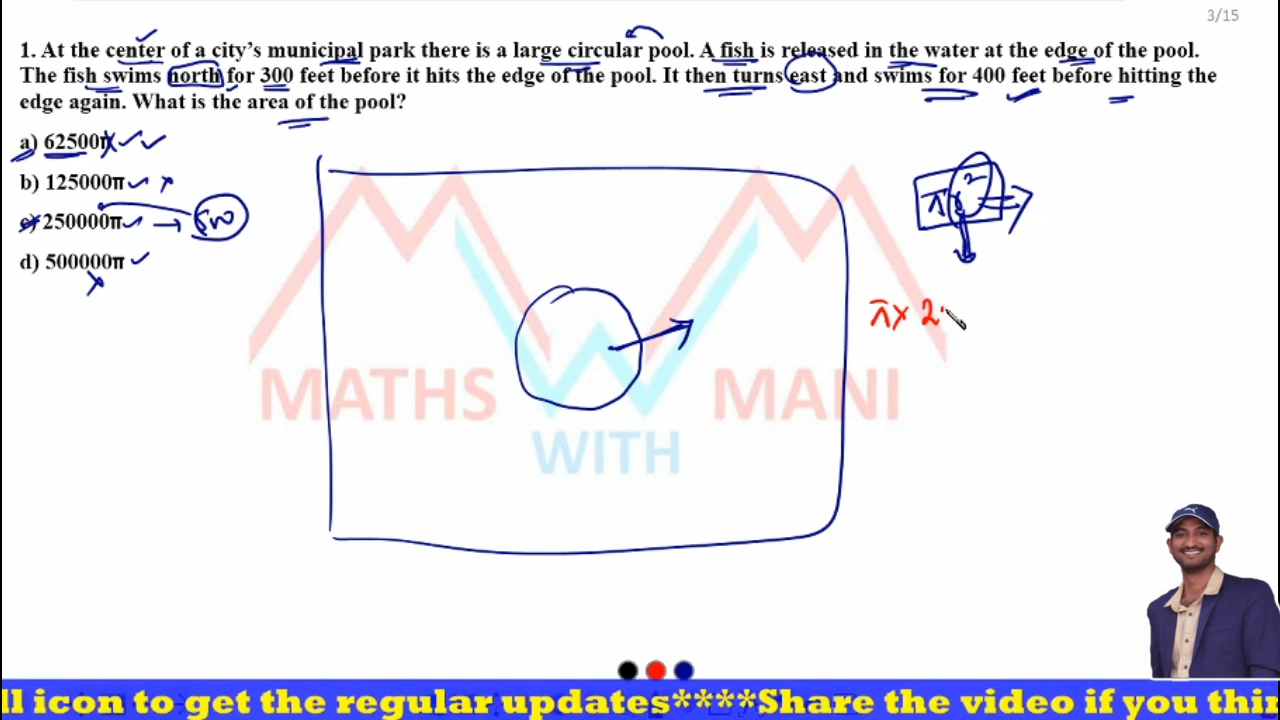 3/15
1. At the center of a city's municipal park there is a large circular pool. A fish is released in the water at the edge of the pool.
The fish swims north for 300 feet before it hits the edge of the pool. It then turns east and swims for 400 feet before hitting the
edge again. What is the area of the pool?
a) 62500π
b) 125000π
c) 250000π
500
d) 500000π
π 2
π x 2
MATHS MANI
WITH
ll icon to get the regular updates****Share the video if you thin